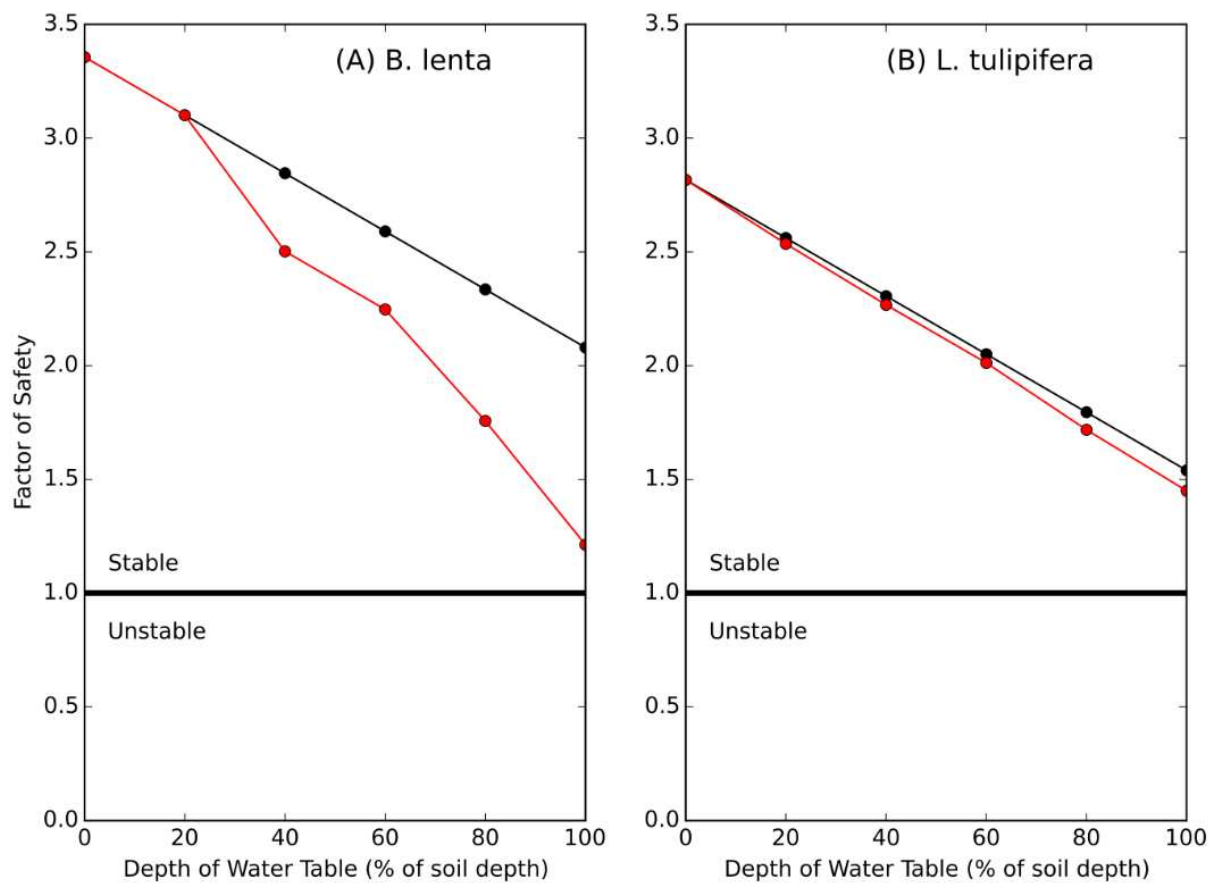 (A) B. lenta
3.5
3.0
2.5
2.0
1.5
1.0
0.5
0.0
Factor of Safety
Stable
Unstable
0 20 40 60 80 100
Depth of Water Table (% of soil depth)
(B) L. tulipifera
3.5
3.0
2.5
2.0
1.5
1.0
0.5
0.0
Stable
Unstable
0 20 40 60 80 100
Depth of Water Table (% of soil depth)